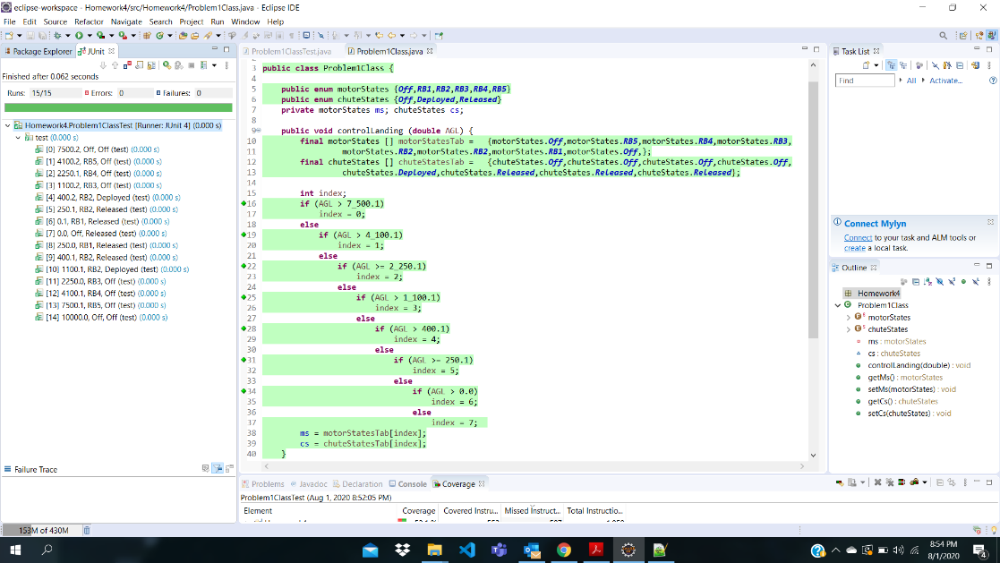 eclipse-workspace - Homework4/src/Homework4/Problem1Class.java - Eclipse IDE
File Edit Source Refactor Navigate Search Project Run Window Help
Package Explorer JUnit
Finished after 0.062 seconds
Runs: 15/15 Errors: 0 Failures: 0
Homework4.Problem1ClassTest [Runner: JUnit 4] (0.000 s)
test (0.000 s)
[0] 7500.2, Off, Off (test) (0.000 s)
[1] 4100.2, RB5, Off (test) (0.000 s)
[2] 2250.1, RB4, Off (test) (0.000 s)
[3] 1100.2, RB3, Off (test) (0.000 s)
[4] 400.2, RB2, Deployed (test) (0.000 s)
[5] 250.1, RB2, Released (test) (0.000 s)
[6] 0.1, RB1, Released (test) (0.000 s)
[7] 0.0, Off, Released (test) (0.000 s)
[8] 250.0, RB1, Released (test) (0.000 s)
[9] 400.1, RB2, Released (test) (0.000 s)
[10] 1100.1, RB2, Deployed (test) (0.000 s)
[11] 2250.0, RB3, Off (test) (0.000 s)
[12] 4100.1, RB4, Off (test) (0.000 s)
[13] 7500.1, RB5, Off (test) (0.000 s)
[14] 10000.0, Off, Off (test) (0.000 s)
Failure Trace
Problem1ClassTest.java Problem1Class.java
3 public class Problem1Class {
4
5 public enum motorStates {Off,RB1,RB2,RB3,RB4,RB5}
6 public enum chuteStates {Off,Deployed,Released}
7 private motorStates ms; chuteStates cs;
8
9 public void controlLanding (double AGL) {
10 final motorStates [] motorStatesTab = {motorStates.Off,motorStates.RB5,motorStates.RB4,motorStates.RB3,
11 motorStates.RB2,motorStates.RB2,motorStates.RB1,motorStates.Off,};
12 final chuteStates [] chuteStatesTab = {chuteStates.Off,chuteStates.Off,chuteStates.Off,chuteStates.Off,
13 chuteStates.Deployed,chuteStates.Released,chuteStates.Released,chuteStates.Released};
14
15 int index;
16 if (AGL > 7_500.1)
17 index = 0;
18 else
19 if (AGL > 4_100.1)
20 index = 1;
21 else
22 if (AGL >= 2_250.1)
23 index = 2;
24 else
25 if (AGL > 1_100.1)
26 index = 3;
27 else
28 if (AGL > 400.1)
29 index = 4;
30 else
31 if (AGL >= 250.1)
32 index = 5;
33 else
34 if (AGL > 0.0)
35 index = 6;
36 else
37 index = 7;
38 ms = motorStatesTab[index];
39 cs = chuteStatesTab[index];
40 }
Problems Javadoc Declaration Console Coverage
Problem1ClassTest (Aug 1, 2020 8:52:05 PM)
Element Coverage Covered Instru... Missed Instruct... Total Instructio...
Task List
Find All Activate...
Connect Mylyn
Connect to your task and ALM tools or
create a local task.
Outline
Homework4
Problem1Class
motorStates
chuteStates
ms : motorStates
cs : chuteStates
controlLanding(double) : void
getMs() : motorStates
setMs(motorStates) : void
getCs() : chuteStates
setCs(chuteStates) : void
153M of 430M
8:54 PM
8/1/2020
4